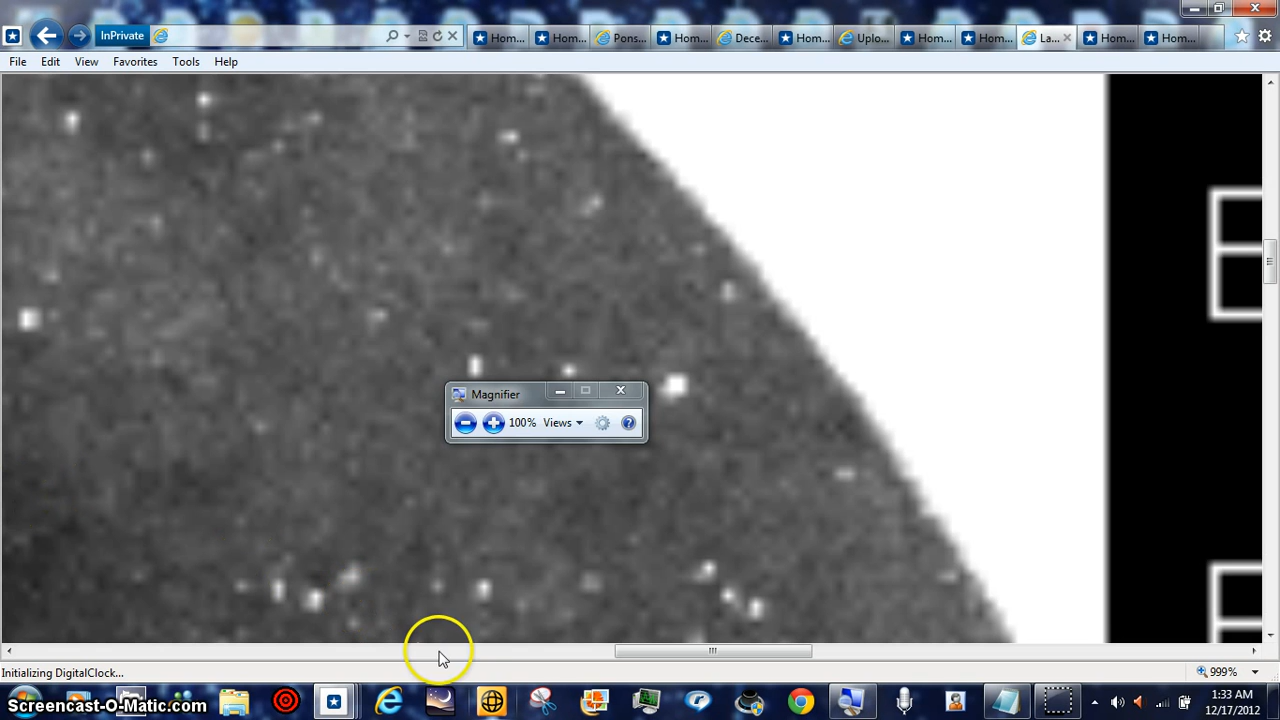 InPrivate
Hom...
Hom...
Pons...
Hom...
Dece...
Hom...
Uplo...
Hom...
Hom...
La...
Hom...
Hom...
File Edit View Favorites Tools Help
E
Magnifier
100% Views
E
Initializing DigitalClock...
999%
Screencast-O-Matic.com
1:33 AM
12/17/2012